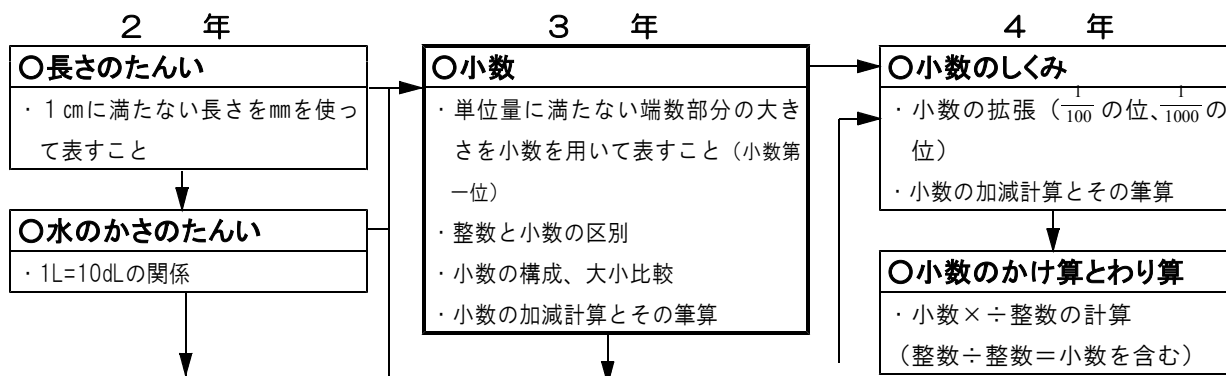 ２　年
○長さのたんい
・１㎝に満たない長さを㎜を使っ
て表すこと
○水のかさのたんい
・1L=10dLの関係
３　年
○小数
・単位量に満たない端数部分の大き
さを小数を用いて表すこと（小数第
一位）
・整数と小数の区別
・小数の構成、大小比較
・小数の加減計算とその筆算
４　年
○小数のしくみ
・小数の拡張（1/100 の位、1/1000 の
位）
・小数の加減計算とその筆算
○小数のかけ算とわり算
・小数×÷整数の計算
（整数÷整数＝小数を含む）